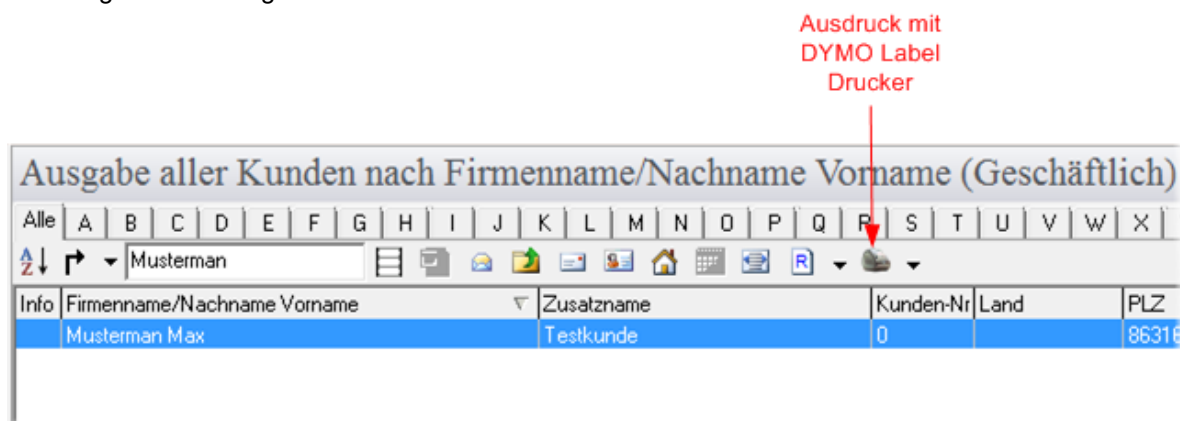 Ausdruck mit
DYMO Label
Drucker
Ausgabe aller Kunden nach Firmenname/Nachname Vorname (Geschäftlich)
Alle A B C D E F G H I J K L M N O P Q R S T U V W X
Musterman R
Info Firmenname/Nachname Vorname Zusatzname Kunden-Nr Land PLZ
Musterman Max Testkunde 0 86316